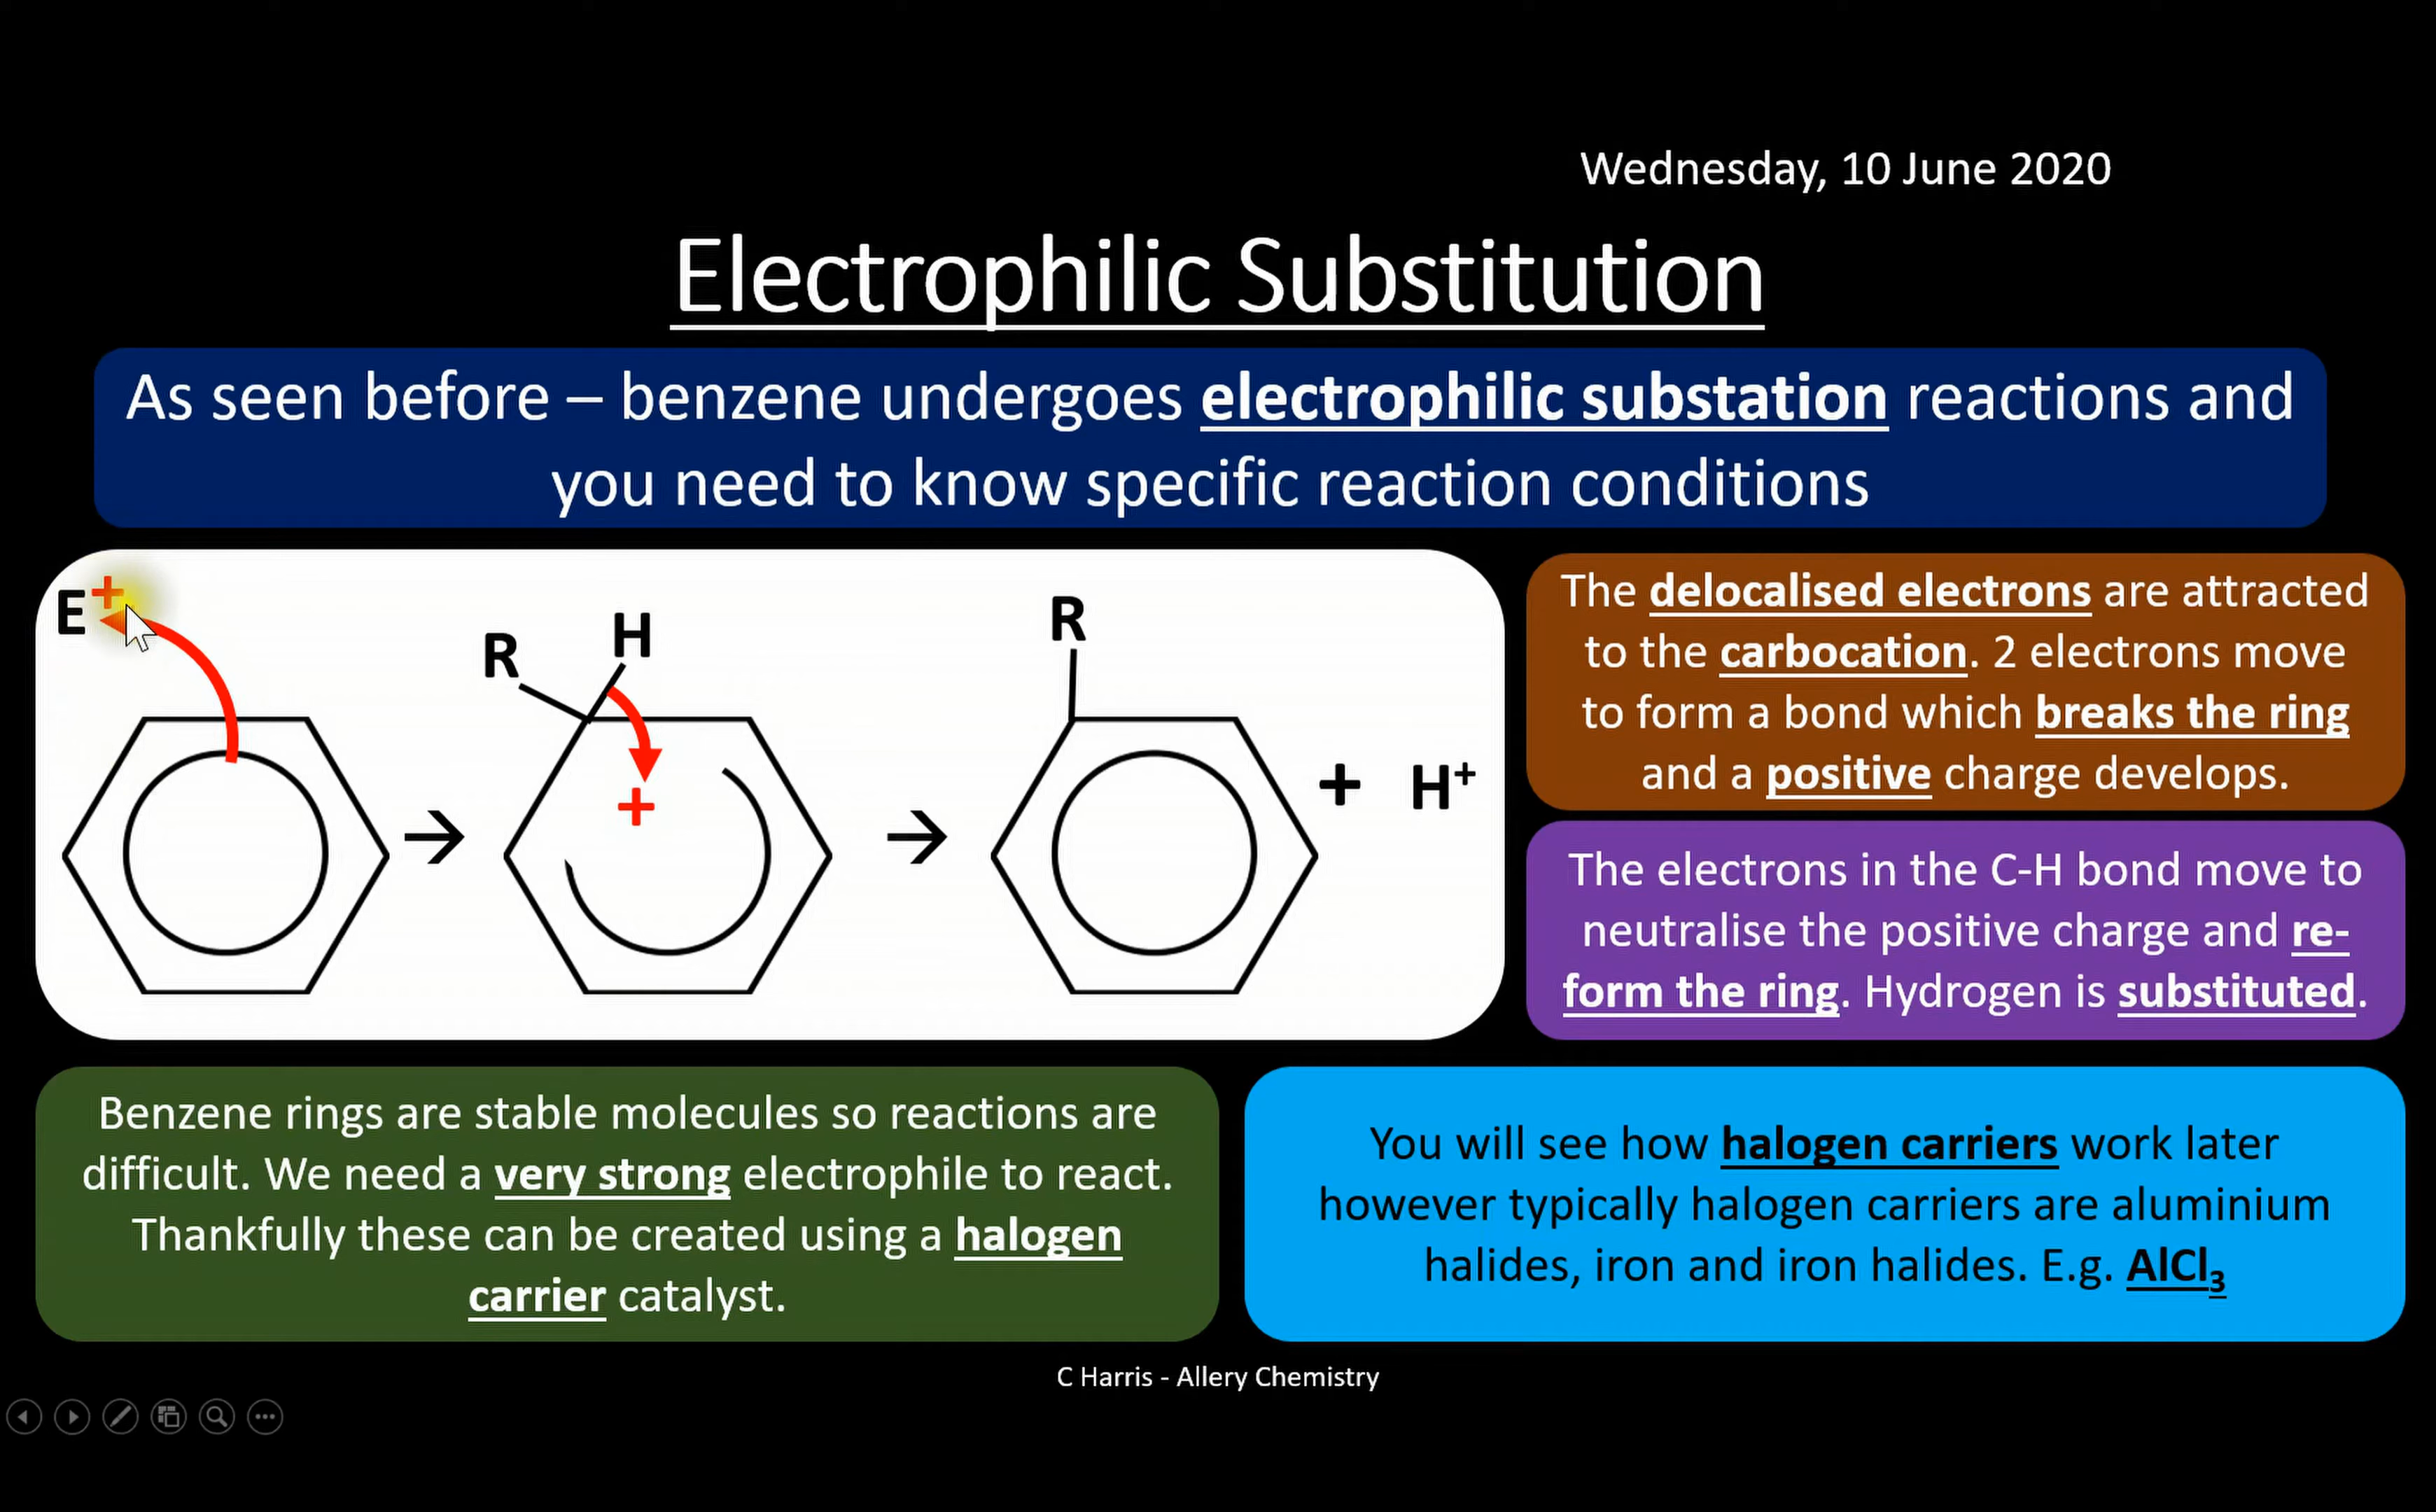 Wednesday, 10 June 2020
Electrophilic Substitution
As seen before – benzene undergoes electrophilic substation reactions and
you need to know specific reaction conditions
E+
R
H
+
R
+ H⁺
The delocalised electrons are attracted
to the carbocation. 2 electrons move
to form a bond which breaks the ring
and a positive charge develops.
The electrons in the C-H bond move to
neutralise the positive charge and re-
form the ring. Hydrogen is substituted.
Benzene rings are stable molecules so reactions are
difficult. We need a very strong electrophile to react.
Thankfully these can be created using a halogen
carrier catalyst.
You will see how halogen carriers work later
however typically halogen carriers are aluminium
halides, iron and iron halides. E.g. AlCl₃
C Harris - Allery Chemistry